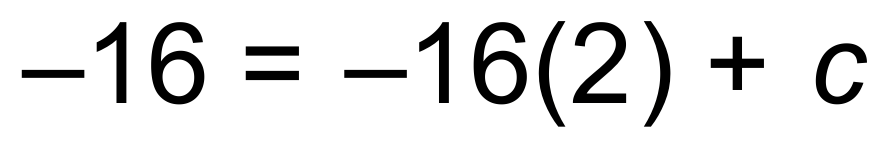 –16 = –16(2) + c